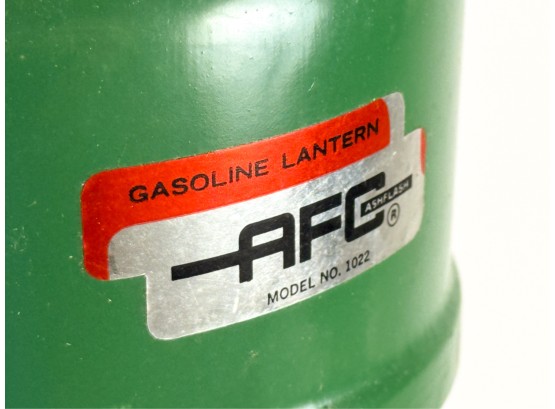 GASOLINE LANTERN
AFC
ASHFLASH
®
MODEL NO. 1022